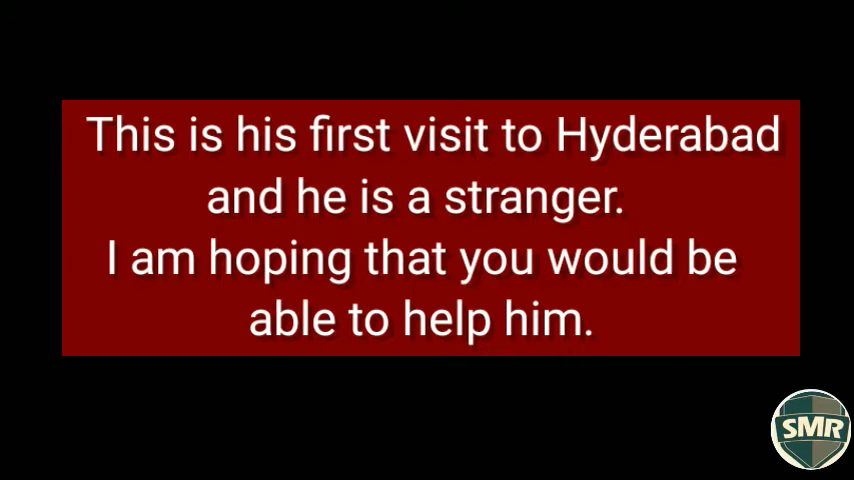 This is his first visit to Hyderabad
and he is a stranger.
I am hoping that you would be
able to help him.
SMR